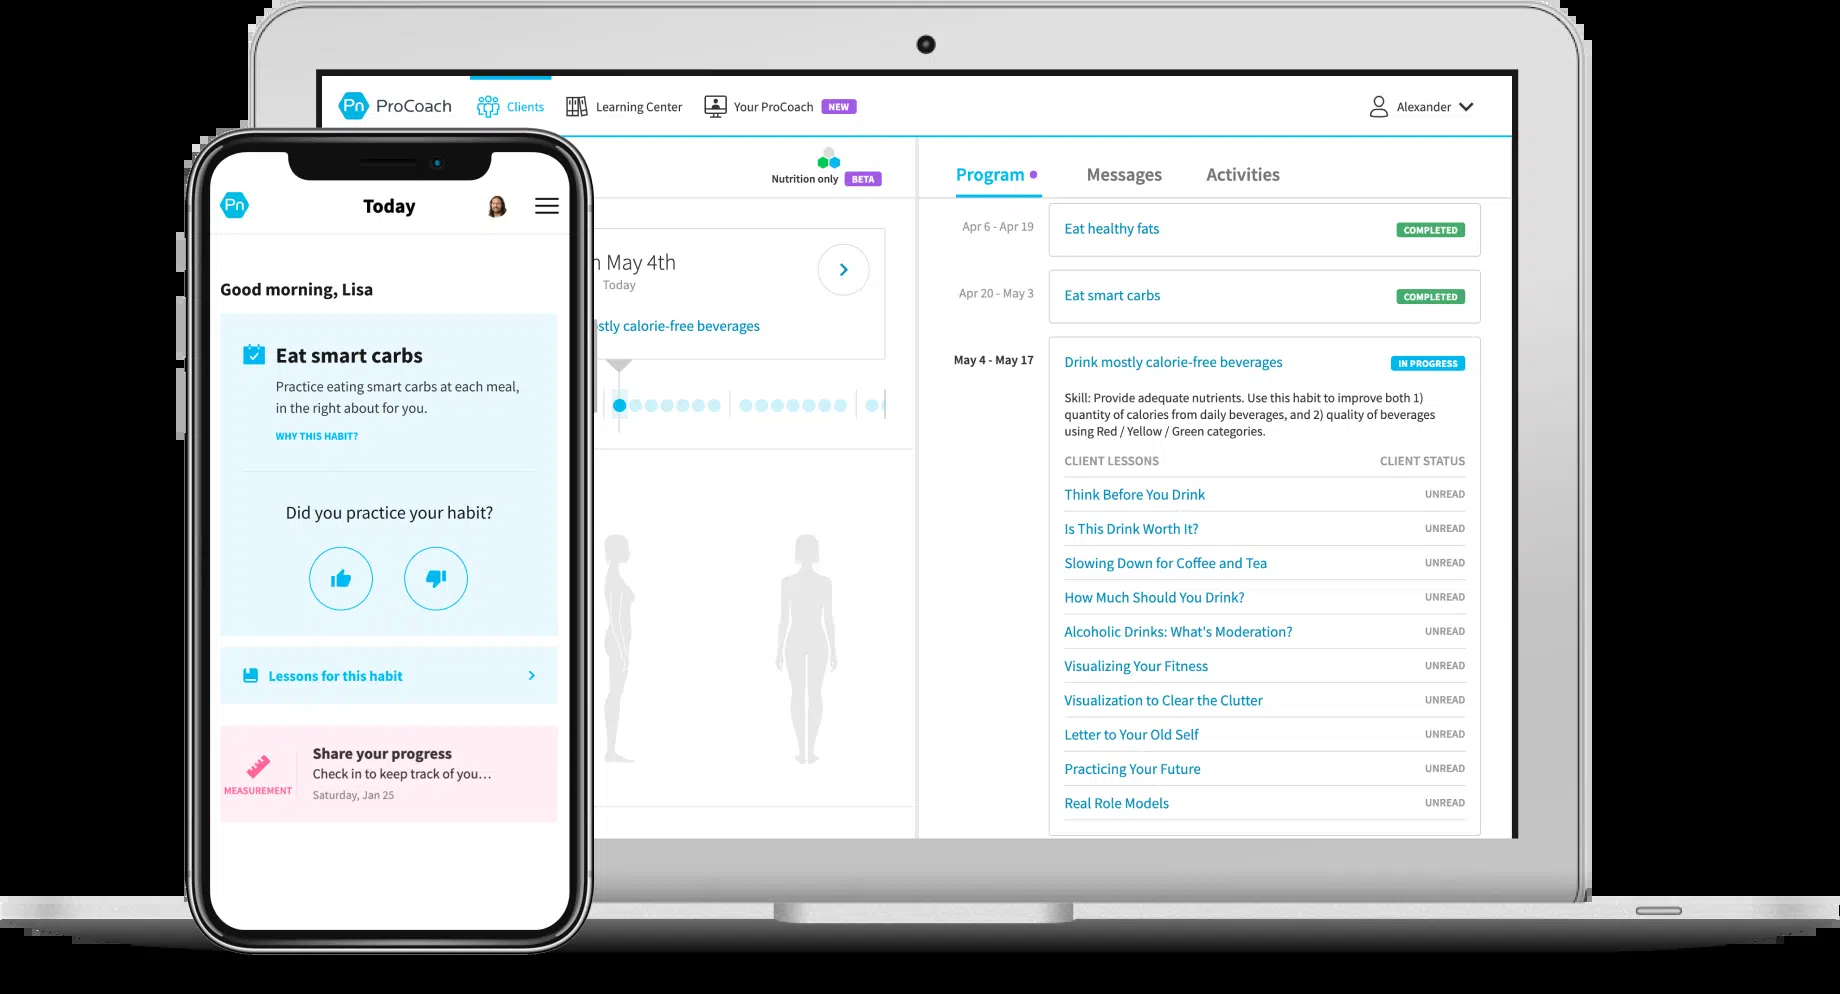 Pn ProCoach
Clients
Learning Center
Your ProCoach NEW
Alexander
Nutrition only BETA
May 4th
Today
calorie-free beverages
Program
Messages
Activities
Apr 6 - Apr 19
Eat healthy fats
COMPLETED
Apr 20 - May 3
Eat smart carbs
COMPLETED
May 4 - May 17
Drink mostly calorie-free beverages
IN PROGRESS
Skill: Provide adequate nutrients. Use this habit to improve both 1)
quantity of calories from daily beverages, and 2) quality of beverages
using Red / Yellow / Green categories.
CLIENT LESSONS CLIENT STATUS
Think Before You Drink UNREAD
Is This Drink Worth It? UNREAD
Slowing Down for Coffee and Tea UNREAD
How Much Should You Drink? UNREAD
Alcoholic Drinks: What's Moderation? UNREAD
Visualizing Your Fitness UNREAD
Visualization to Clear the Clutter UNREAD
Letter to Your Old Self UNREAD
Practicing Your Future UNREAD
Real Role Models UNREAD
Pn
Today
Good morning, Lisa
Eat smart carbs
Practice eating smart carbs at each meal,
in the right about for you.
WHY THIS HABIT?
Did you practice your habit?
Lessons for this habit
MEASUREMENT
Share your progress
Check in to keep track of you...
Saturday, Jan 25